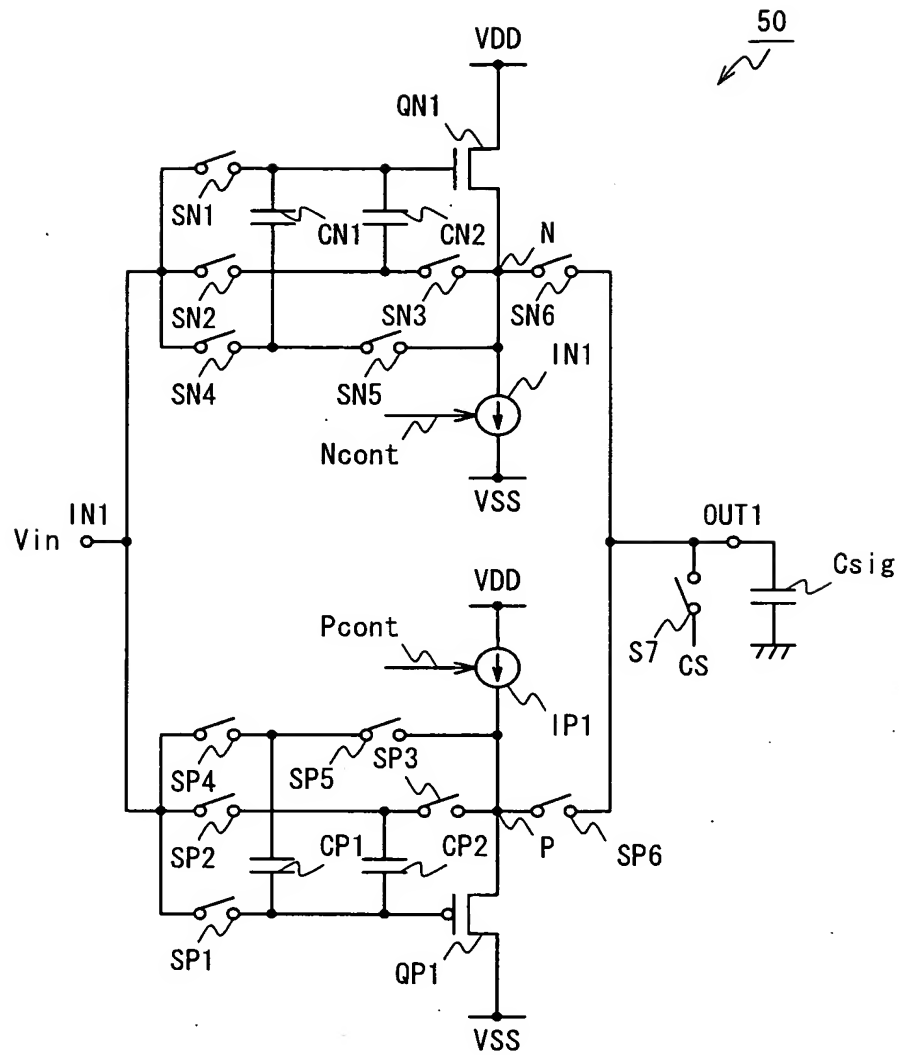 50
VDD
QN1
SN1
CN1
CN2
N
SN2
SN3
SN6
SN4
SN5
IN1
Ncont
VSS
IN1
Vin
OUT1
Csig
VDD
Pcont
S7
CS
IP1
SP4
SP5
SP3
SP2
CP1
CP2
P
SP6
SP1
QP1
VSS